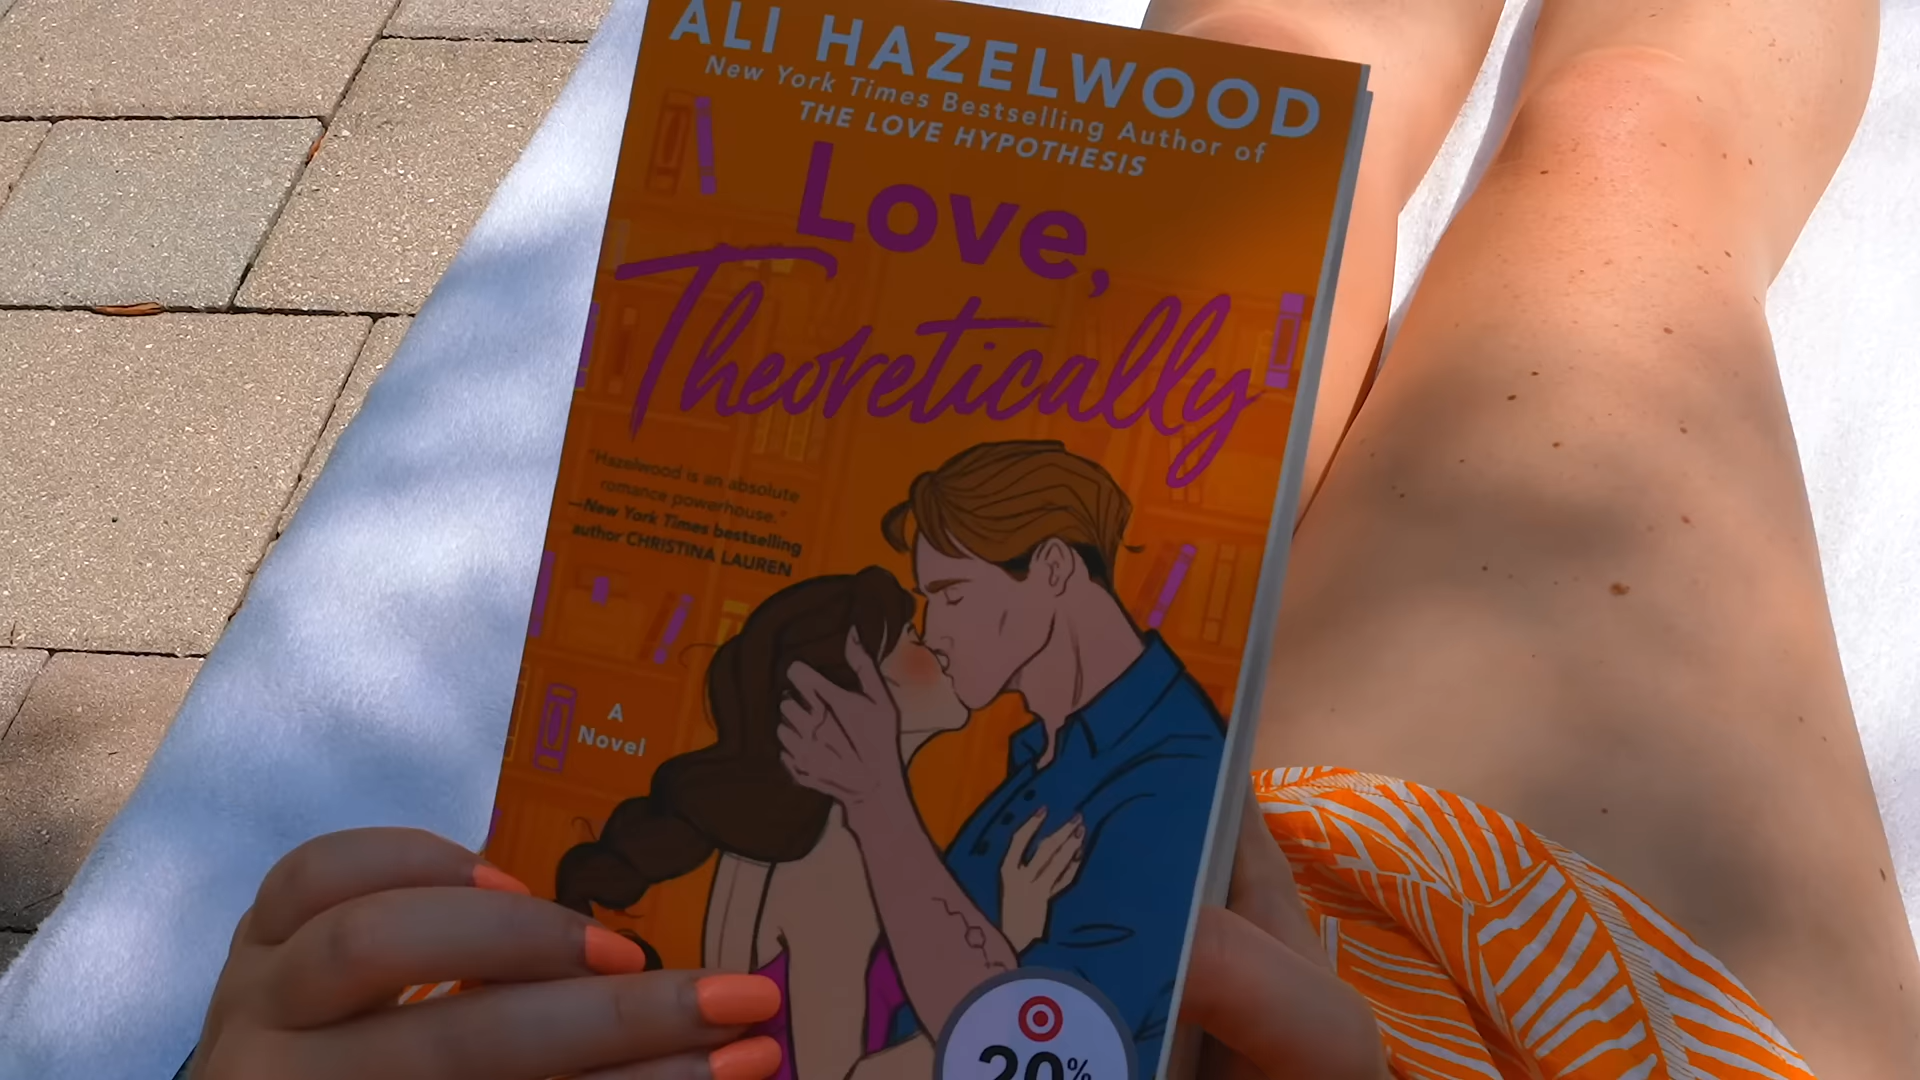 ALI HAZELWOOD
New York Times Bestselling Author of
THE LOVE HYPOTHESIS
Love,
Theoretically
"Hazelwood is an absolute
romance powerhouse."
—New York Times bestselling
author CHRISTINA LAUREN
A
Novel
20%